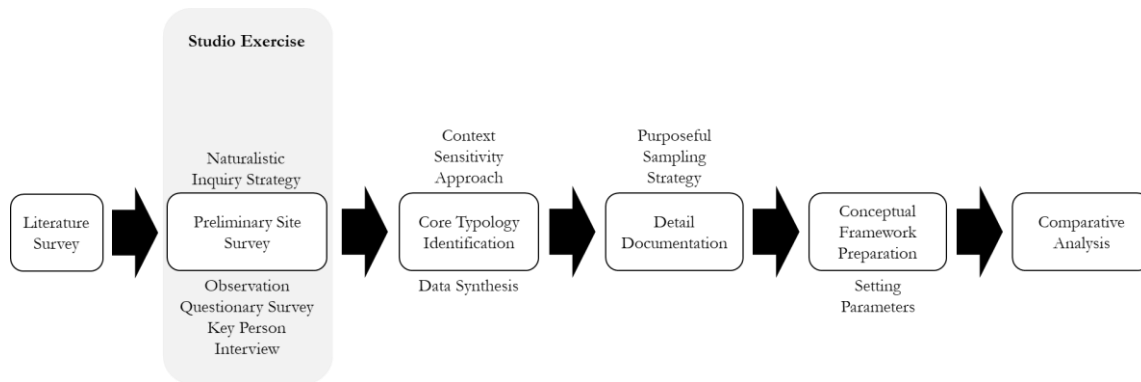 Studio Exercise
Naturalistic
Inquiry Strategy
Context
Sensitivity
Approach
Purposeful
Sampling
Strategy
Literature
Survey
Preliminary Site
Survey
Core Typology
Identification
Detail
Documentation
Conceptual
Framework
Preparation
Comparative
Analysis
Observation
Questionary Survey
Key Person
Interview
Data Synthesis
Setting
Parameters